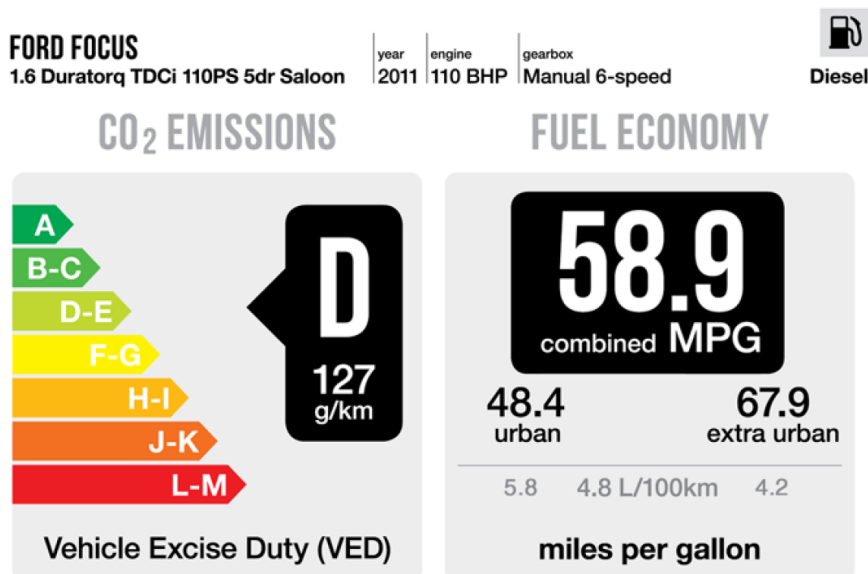 FORD FOCUS
1.6 Duratorq TDCi 110PS 5dr Saloon
year
2011
engine
110 BHP
gearbox
Manual 6-speed
Diesel
CO₂ EMISSIONS
A
B-C
D-E
F-G
H-I
J-K
L-M
D
127
g/km
Vehicle Excise Duty (VED)
FUEL ECONOMY
58.9
combined MPG
48.4
urban
67.9
extra urban
5.8 4.8 L/100km 4.2
miles per gallon